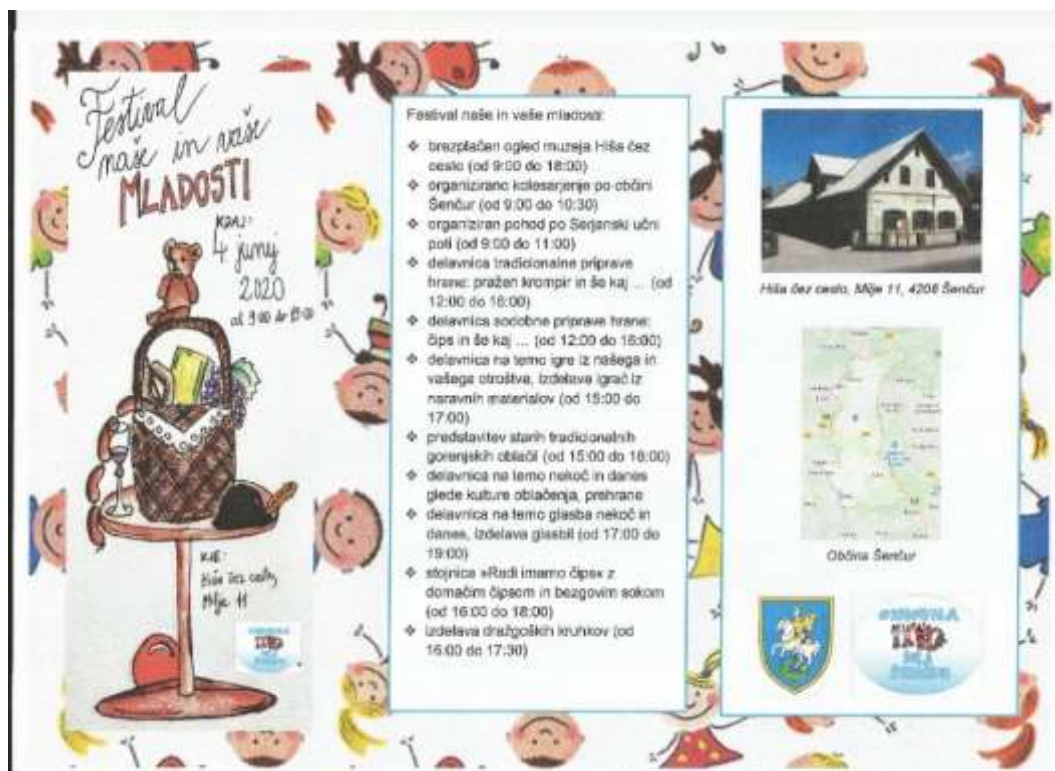 Festival
naše in vaše
MLADOSTI
KDAJ:
4 junij
2020
KJE:
Hiša čez cesto,
Milje 11
Festival naše in vaše mladosti:
❖ brezplačen ogled muzeja Hiša čez
cesto (od 9:00 do 18:00)
❖ organizirano kolesarjenje po občini
Šenčur (od 9:00 do 10:30)
❖ organiziran pohod po Serjanski učni
poti (od 9:00 do 11:00)
❖ delavnica tradicionalne priprave
hrane: pražen krompir in še kaj ... (od
12:00 do 16:00)
❖ delavnica sodobne priprave hrane:
čips in še kaj ... (od 12:00 do 16:00)
❖ delavnica na temo igre iz našega in
vašega otroštva, izdelava igrač iz
naravnih materialov (od 15:00 do
17:00)
❖ predstavitev starih tradicionalnih
gorenjskih oblačil (od 15:00 do 18:00)
❖ delavnica na temo nekoč in danes
glede kulture oblačenja, prehrane
❖ delavnica na temo glasba nekoč in
danes, izdelava glasbil (od 17:00 do
19:00)
❖ stojnica »Radi imamo čips« z
domačim čipsom in bezgovim sokom
(od 16:00 do 18:00)
❖ izdelava dražgoških kruhkov (od
16:00 do 17:30)
Hiša čez cesto, Milje 11, 4208 Šenčur
Občina Šenčur